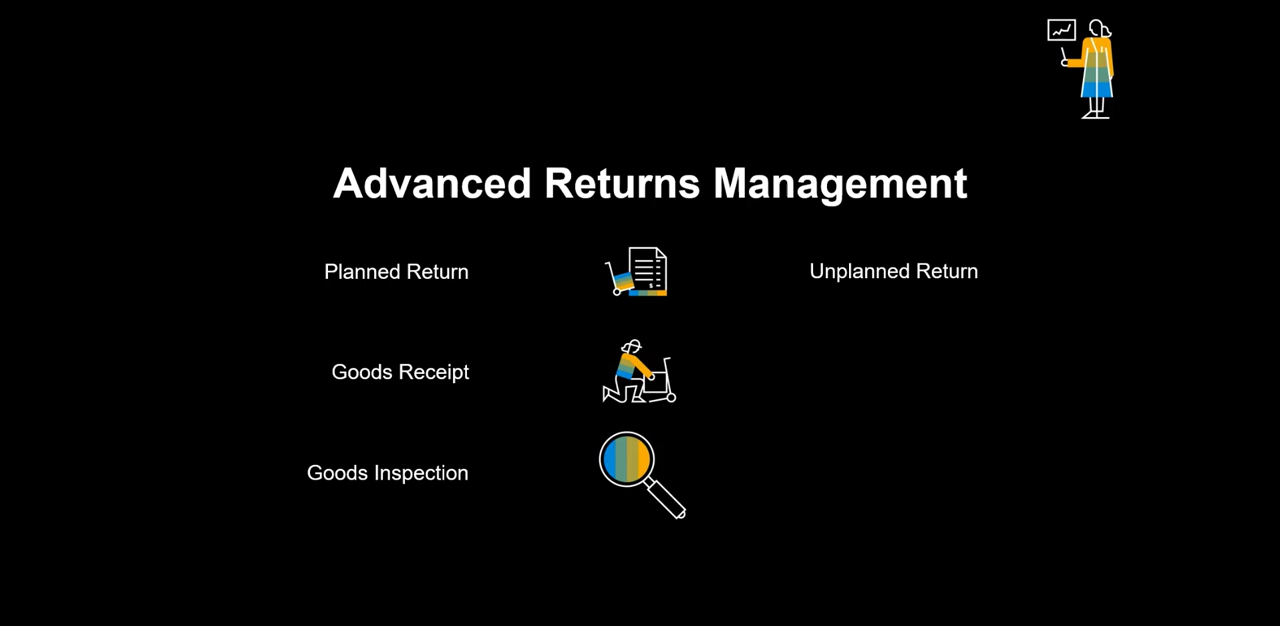 Advanced Returns Management
Planned Return
Unplanned Return
Goods Receipt
Goods Inspection